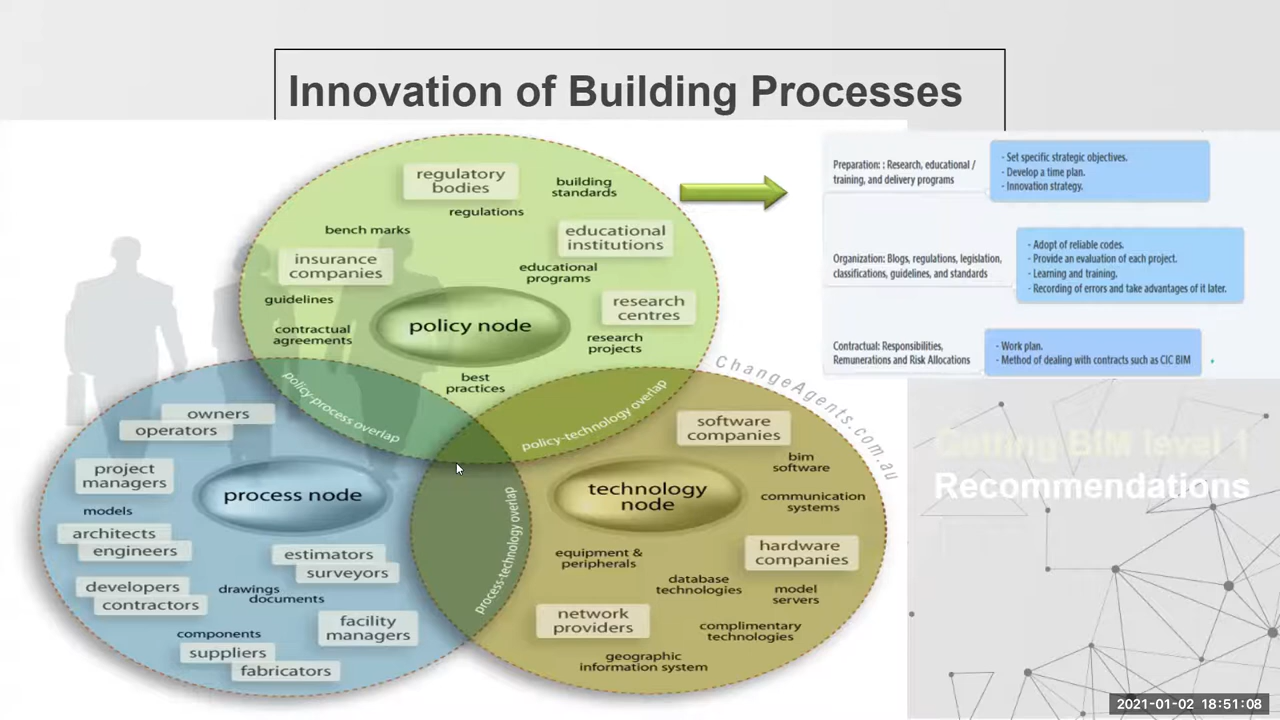 Innovation of Building Processes
regulatory
bodies
building
standards
regulations
bench marks
educational
institutions
insurance
companies
educational
programs
guidelines
research
centres
contractual
agreements
policy node
research
projects
best
practices
policy-process overlap
policy-technology overlap
ChangeAgents.com.au
owners
operators
project
managers
process node
models
architects
engineers
estimators
surveyors
developers
contractors
drawings
documents
facility
managers
components
suppliers
fabricators
process-technology overlap
software
companies
bim
software
technology
node
communication
systems
equipment &
peripherals
hardware
companies
database
technologies
model
servers
network
providers
complimentary
technologies
geographic
information system
Preparation: : Research, educational /
training, and delivery programs
- Set specific strategic objectives.
- Develop a time plan.
- Innovation strategy.
Organization: Blogs, regulations, legislation,
classifications, guidelines, and standards
- Adopt of reliable codes.
- Provide an evaluation of each project.
- Learning and training.
- Recording of errors and take advantages of it later.
Contractual: Responsibilities,
Remunerations and Risk Allocations
- Work plan.
- Method of dealing with contracts such as CIC BIM
BIM level
Recommendations
2021-01-02 18:51:08